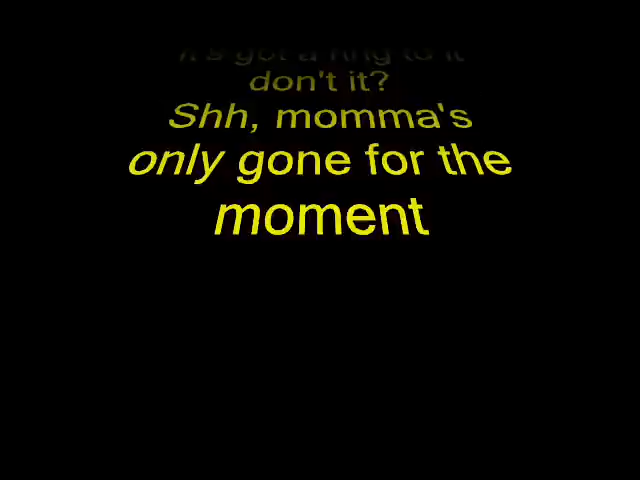 It's got a ring to it
don't it?
Shh, momma's
only gone for the
moment